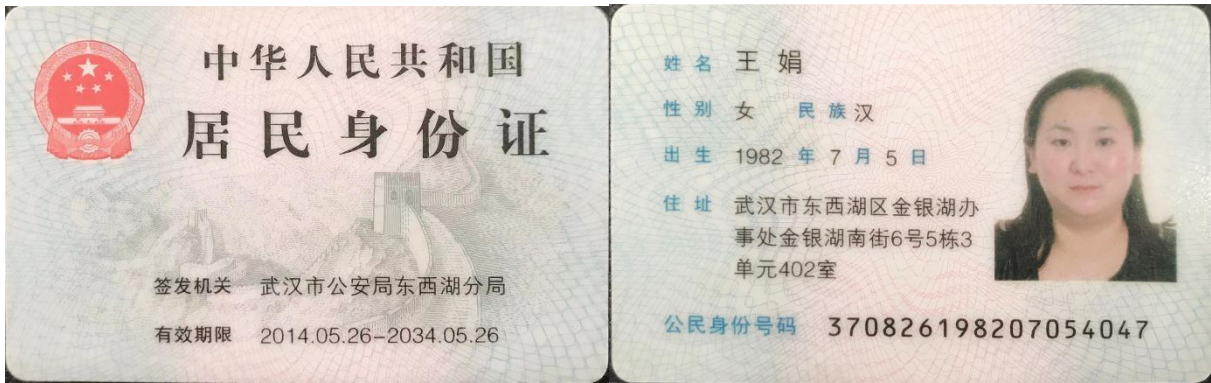 中华人民共和国
居民身份证
签发机关 武汉市公安局东西湖分局
有效期限 2014.05.26-2034.05.26
姓名 王娟
性别 女 民族 汉
出生 1982 年 7 月 5 日
住址 武汉市东西湖区金银湖办
事处金银湖南街6号5栋3
单元402室
公民身份号码 370826198207054047